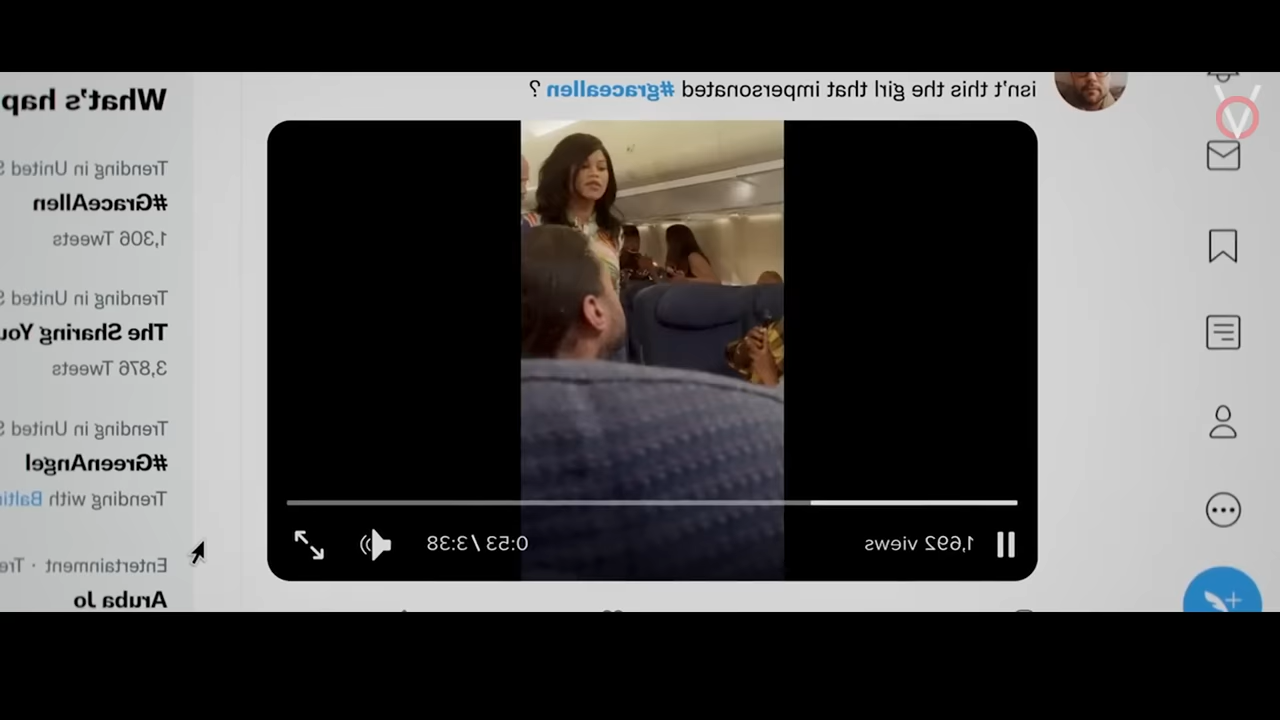 isn't this the girl that impersonated #graceallen ?
1,692 views
0:53 / 3:38
What's hap
Trending in United S
#GraceAllen
1,306 Tweets
Trending in United S
The Sharing You
3,876 Tweets
Trending in United S
#GreenAngel
Trending with Baltim
Entertainment · Tre
Aruba Jo
V